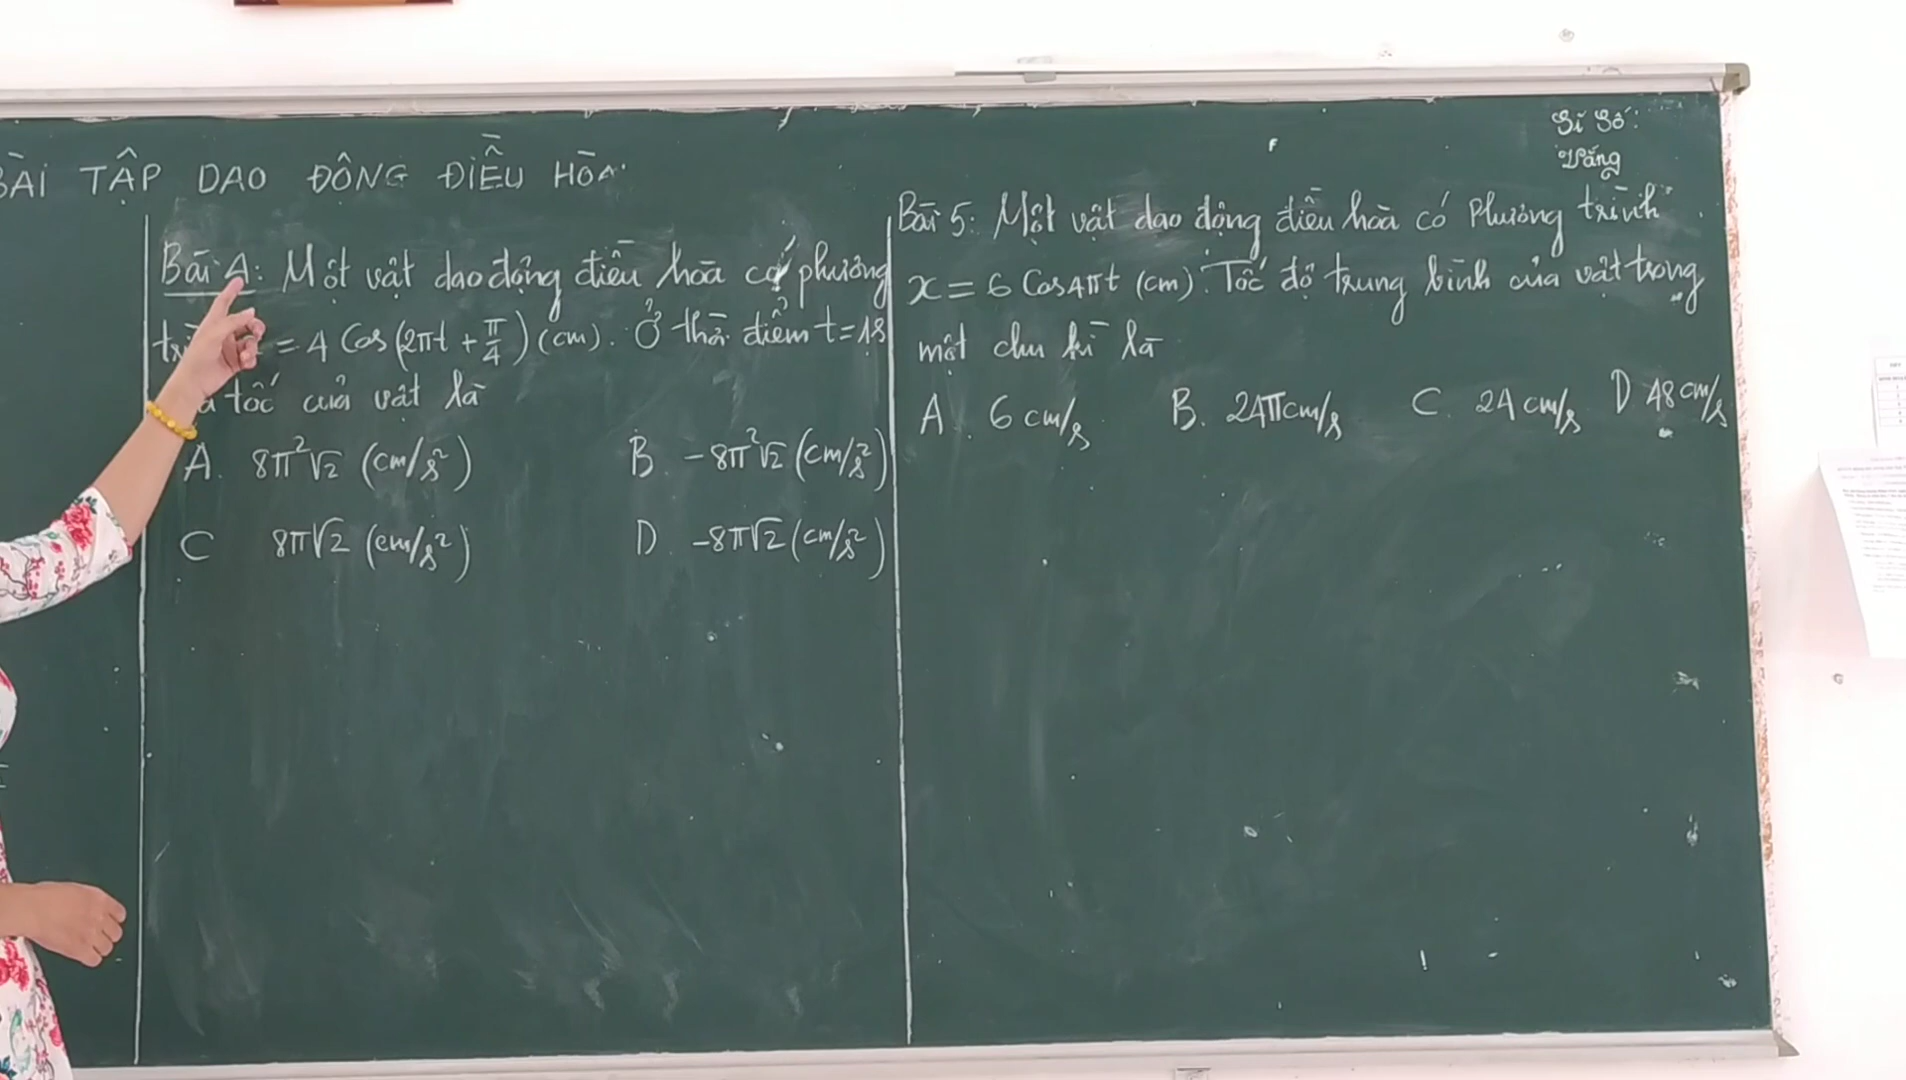 BÀI TẬP DAO ĐỘNG ĐIỀU HÒA
Sĩ Số:
Vắng
Bài 4: Một vật dao động điều hoà có phương
= 4 Cos(2πt + π/4) (cm). Ở thời điểm t = 1s
tốc của vật là
A. 8π²√2 (cm/s²) B -8π²√2 (cm/s²)
C 8π√2 (cm/s²) D -8π√2 (cm/s²)
Bài 5: Một vật dao động điều hoà có phương trình
x = 6 Cos4πt (cm). Tốc độ trung bình của vật trong
một chu kì là
A. 6 cm/s B. 24πcm/s C. 24 cm/s D 48 cm/s